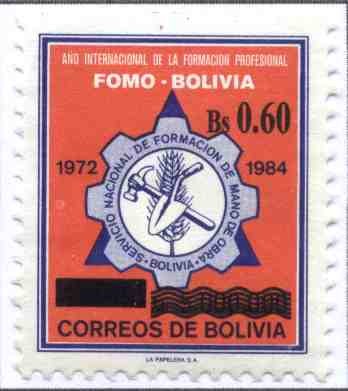 AÑO INTERNACIONAL DE LA FORMACION PROFESIONAL
FOMO - BOLIVIA
Bs 0.60
1972 1984
SERVICIO NACIONAL DE FORMACION DE MANO DE OBRA
· BOLIVIA ·
CORREOS DE BOLIVIA
LA PAPELERA S.A.